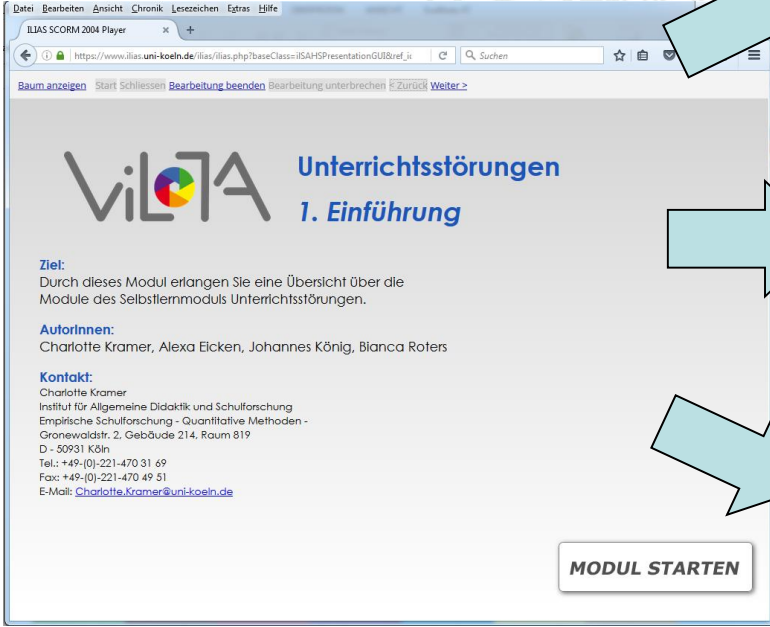 Datei Bearbeiten Ansicht Chronik Lesezeichen Extras Hilfe
ILIAS SCORM 2004 Player
https://www.ilias.uni-koeln.de/ilias/ilias.php?baseClass=ilSAHSPresentationGUI&ref_ic
Suchen
Baum anzeigen Start Schliessen Bearbeitung beenden Bearbeitung unterbrechen < Zurück Weiter >
ViLoTA
Unterrichtsstörungen
1. Einführung
Ziel:
Durch dieses Modul erlangen Sie eine Übersicht über die
Module des Selbstlernmoduls Unterrichtsstörungen.
AutorInnen:
Charlotte Kramer, Alexa Eicken, Johannes König, Bianca Roters
Kontakt:
Charlotte Kramer
Institut für Allgemeine Didaktik und Schulforschung
Empirische Schulforschung - Quantitative Methoden -
Gronewaldstr. 2, Gebäude 214, Raum 819
D - 50931 Köln
Tel.: +49-(0)-221-470 31 69
Fax: +49-(0)-221-470 49 51
E-Mail: Charlotte.Kramer@uni-koeln.de
MODUL STARTEN